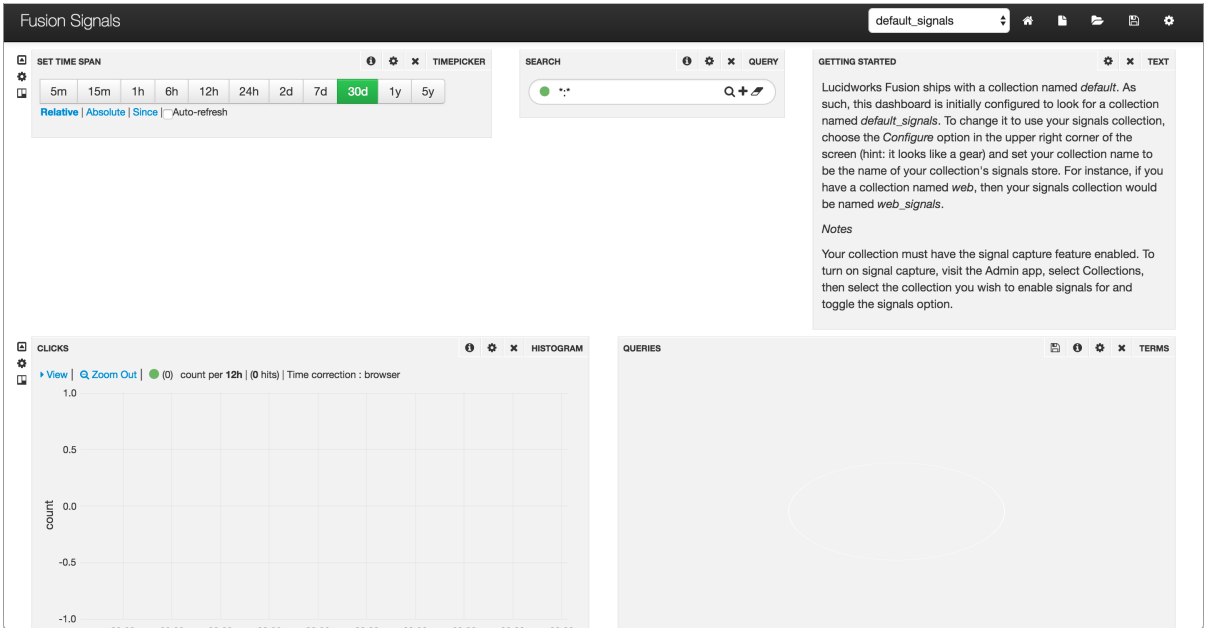 Fusion Signals
default_signals
SET TIME SPAN
TIMEPICKER
5m 15m 1h 6h 12h 24h 2d 7d 30d 1y 5y
Relative | Absolute | Since | Auto-refresh
SEARCH
QUERY
*:*
GETTING STARTED
TEXT
Lucidworks Fusion ships with a collection named default. As
such, this dashboard is initially configured to look for a collection
named default_signals. To change it to use your signals collection,
choose the Configure option in the upper right corner of the
screen (hint: it looks like a gear) and set your collection name to
be the name of your collection's signals store. For instance, if you
have a collection named web, then your signals collection would
be named web_signals.
Notes
Your collection must have the signal capture feature enabled. To
turn on signal capture, visit the Admin app, select Collections,
then select the collection you wish to enable signals for and
toggle the signals option.
CLICKS
HISTOGRAM
View | Zoom Out | (0) count per 12h | (0 hits) | Time correction : browser
1.0
0.5
count
0.0
-0.5
-1.0
QUERIES
TERMS